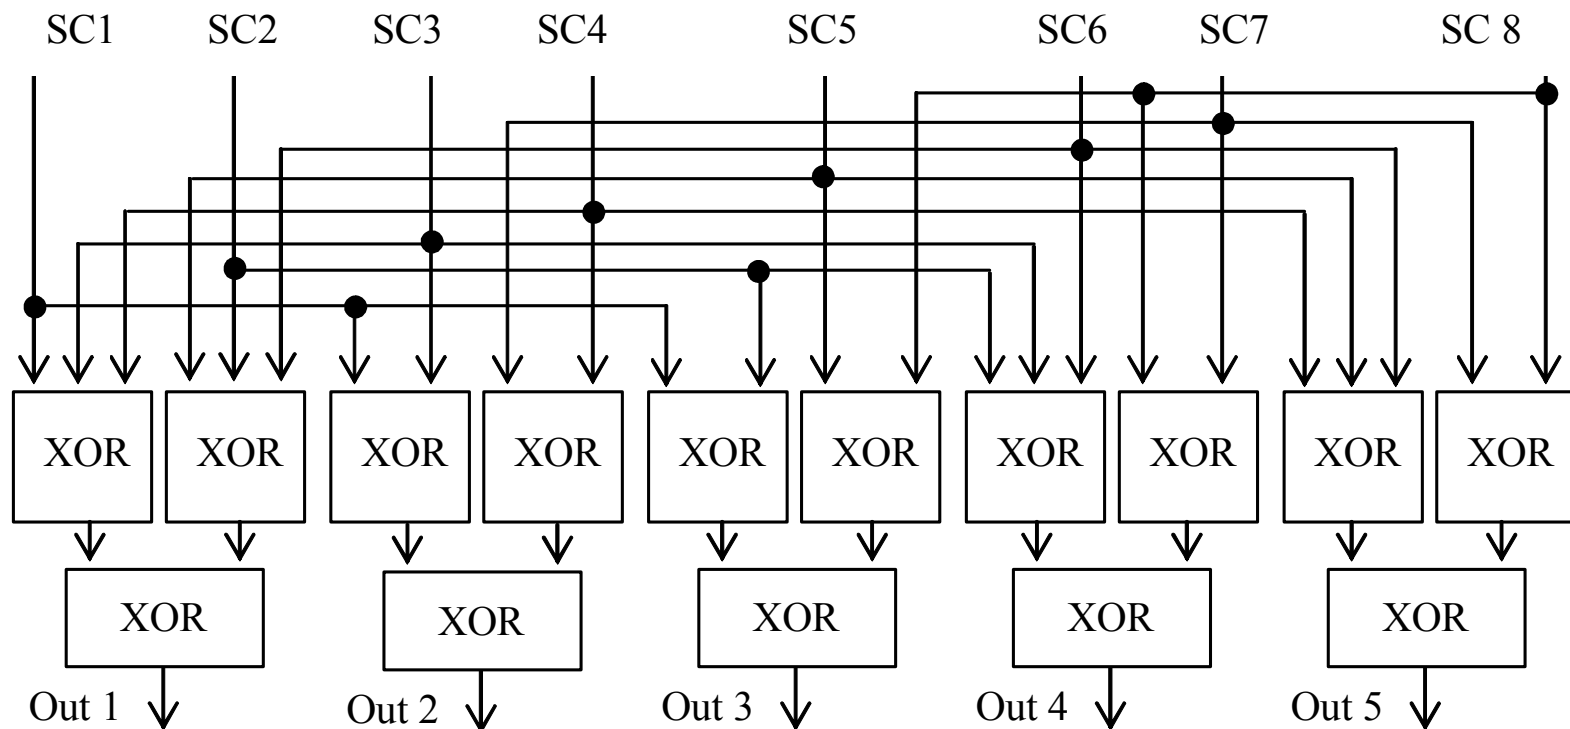 SC1 SC2 SC3 SC4 SC5 SC6 SC7 SC 8
XOR XOR XOR XOR XOR XOR XOR XOR XOR XOR
XOR XOR XOR XOR XOR
Out 1 Out 2 Out 3 Out 4 Out 5